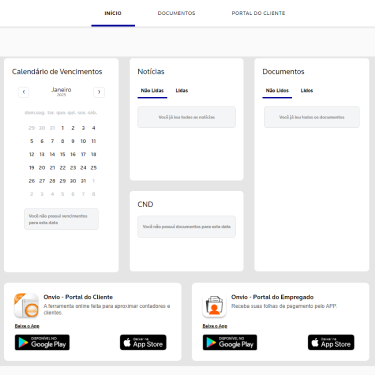 INÍCIO DOCUMENTOS PORTAL DO CLIENTE
Calendário de Vencimentos
Janeiro
2025
dom. seg. ter. qua. qui. sex. sáb.
29 30 31 1 2 3 4
5 6 7 8 9 10 11
12 13 14 15 16 17 18
19 20 21 22 23 24 25
26 27 28 29 30 31 1
2 3 4 5 6 7 8
Você não possui vencimentos
para esta data
Notícias
Não Lidas Lidas
Você já leu todas as notícias
CND
Você não possui documentos para esta data
Documentos
Não Lidos Lidos
Você já leu todos os documentos
Onvio - Portal do Cliente
A ferramenta online feita para aproximar contadores e
clientes.
Baixe o App
DISPONÍVEL NO
Google Play
Baixar na
App Store
Onvio - Portal do Empregado
Receba suas folhas de pagamento pelo APP.
Baixe o App
DISPONÍVEL NO
Google Play
Baixar na
App Store